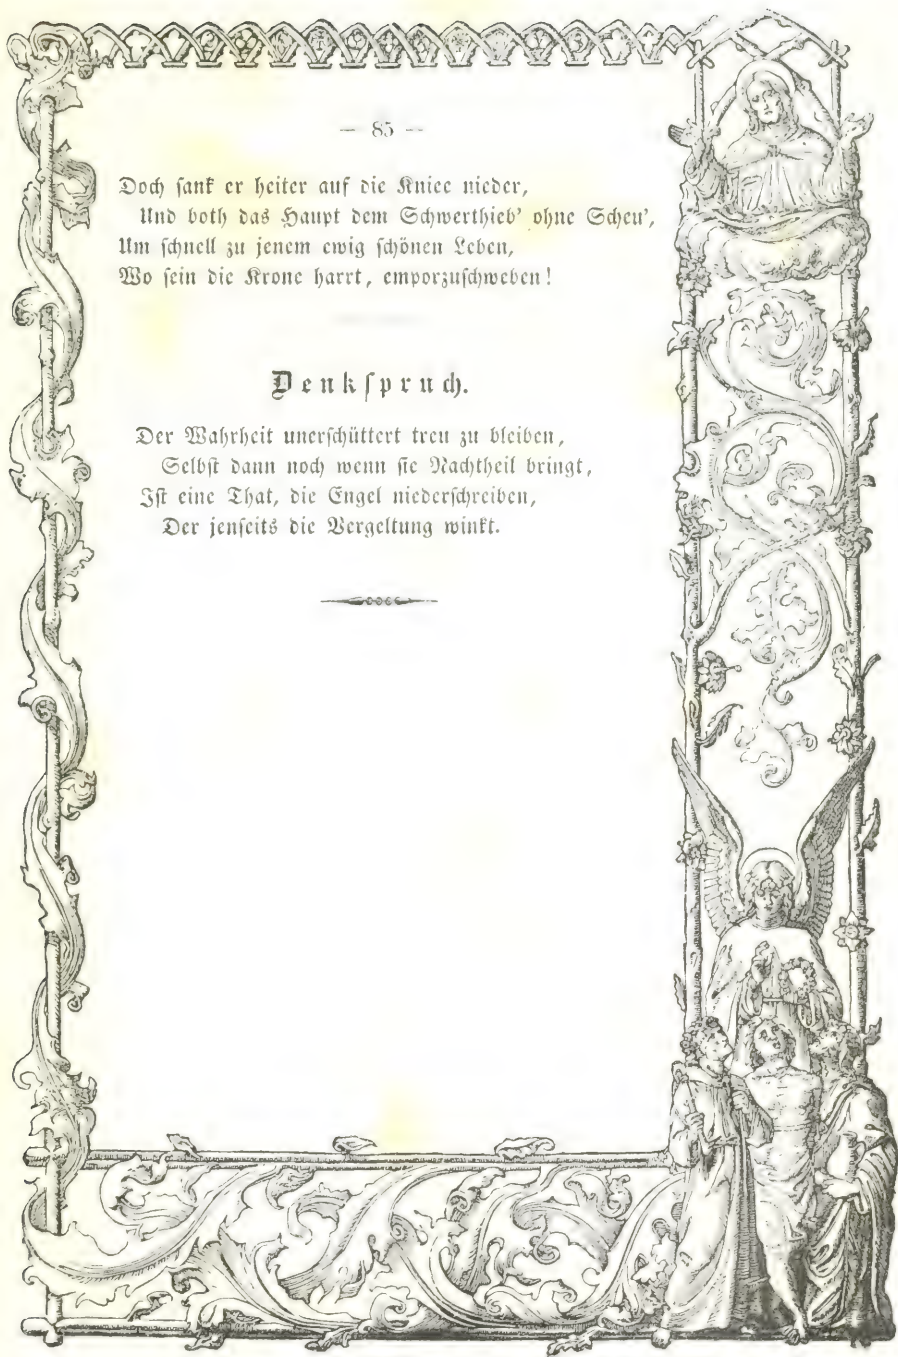 — 85 —
Doch sank er heiter auf die Kniee nieder,
Und both das Haupt dem Schwerthieb' ohne Scheu',
Um schnell zu jenem ewig schönen Leben,
Wo sein die Krone harrt, emporzuschweben!
Denkspruch.
Der Wahrheit unerschüttert treu zu bleiben,
Selbst dann noch wenn sie Nachtheil bringt,
Ist eine That, die Engel niederschreiben,
Der jenseits die Vergeltung winkt.